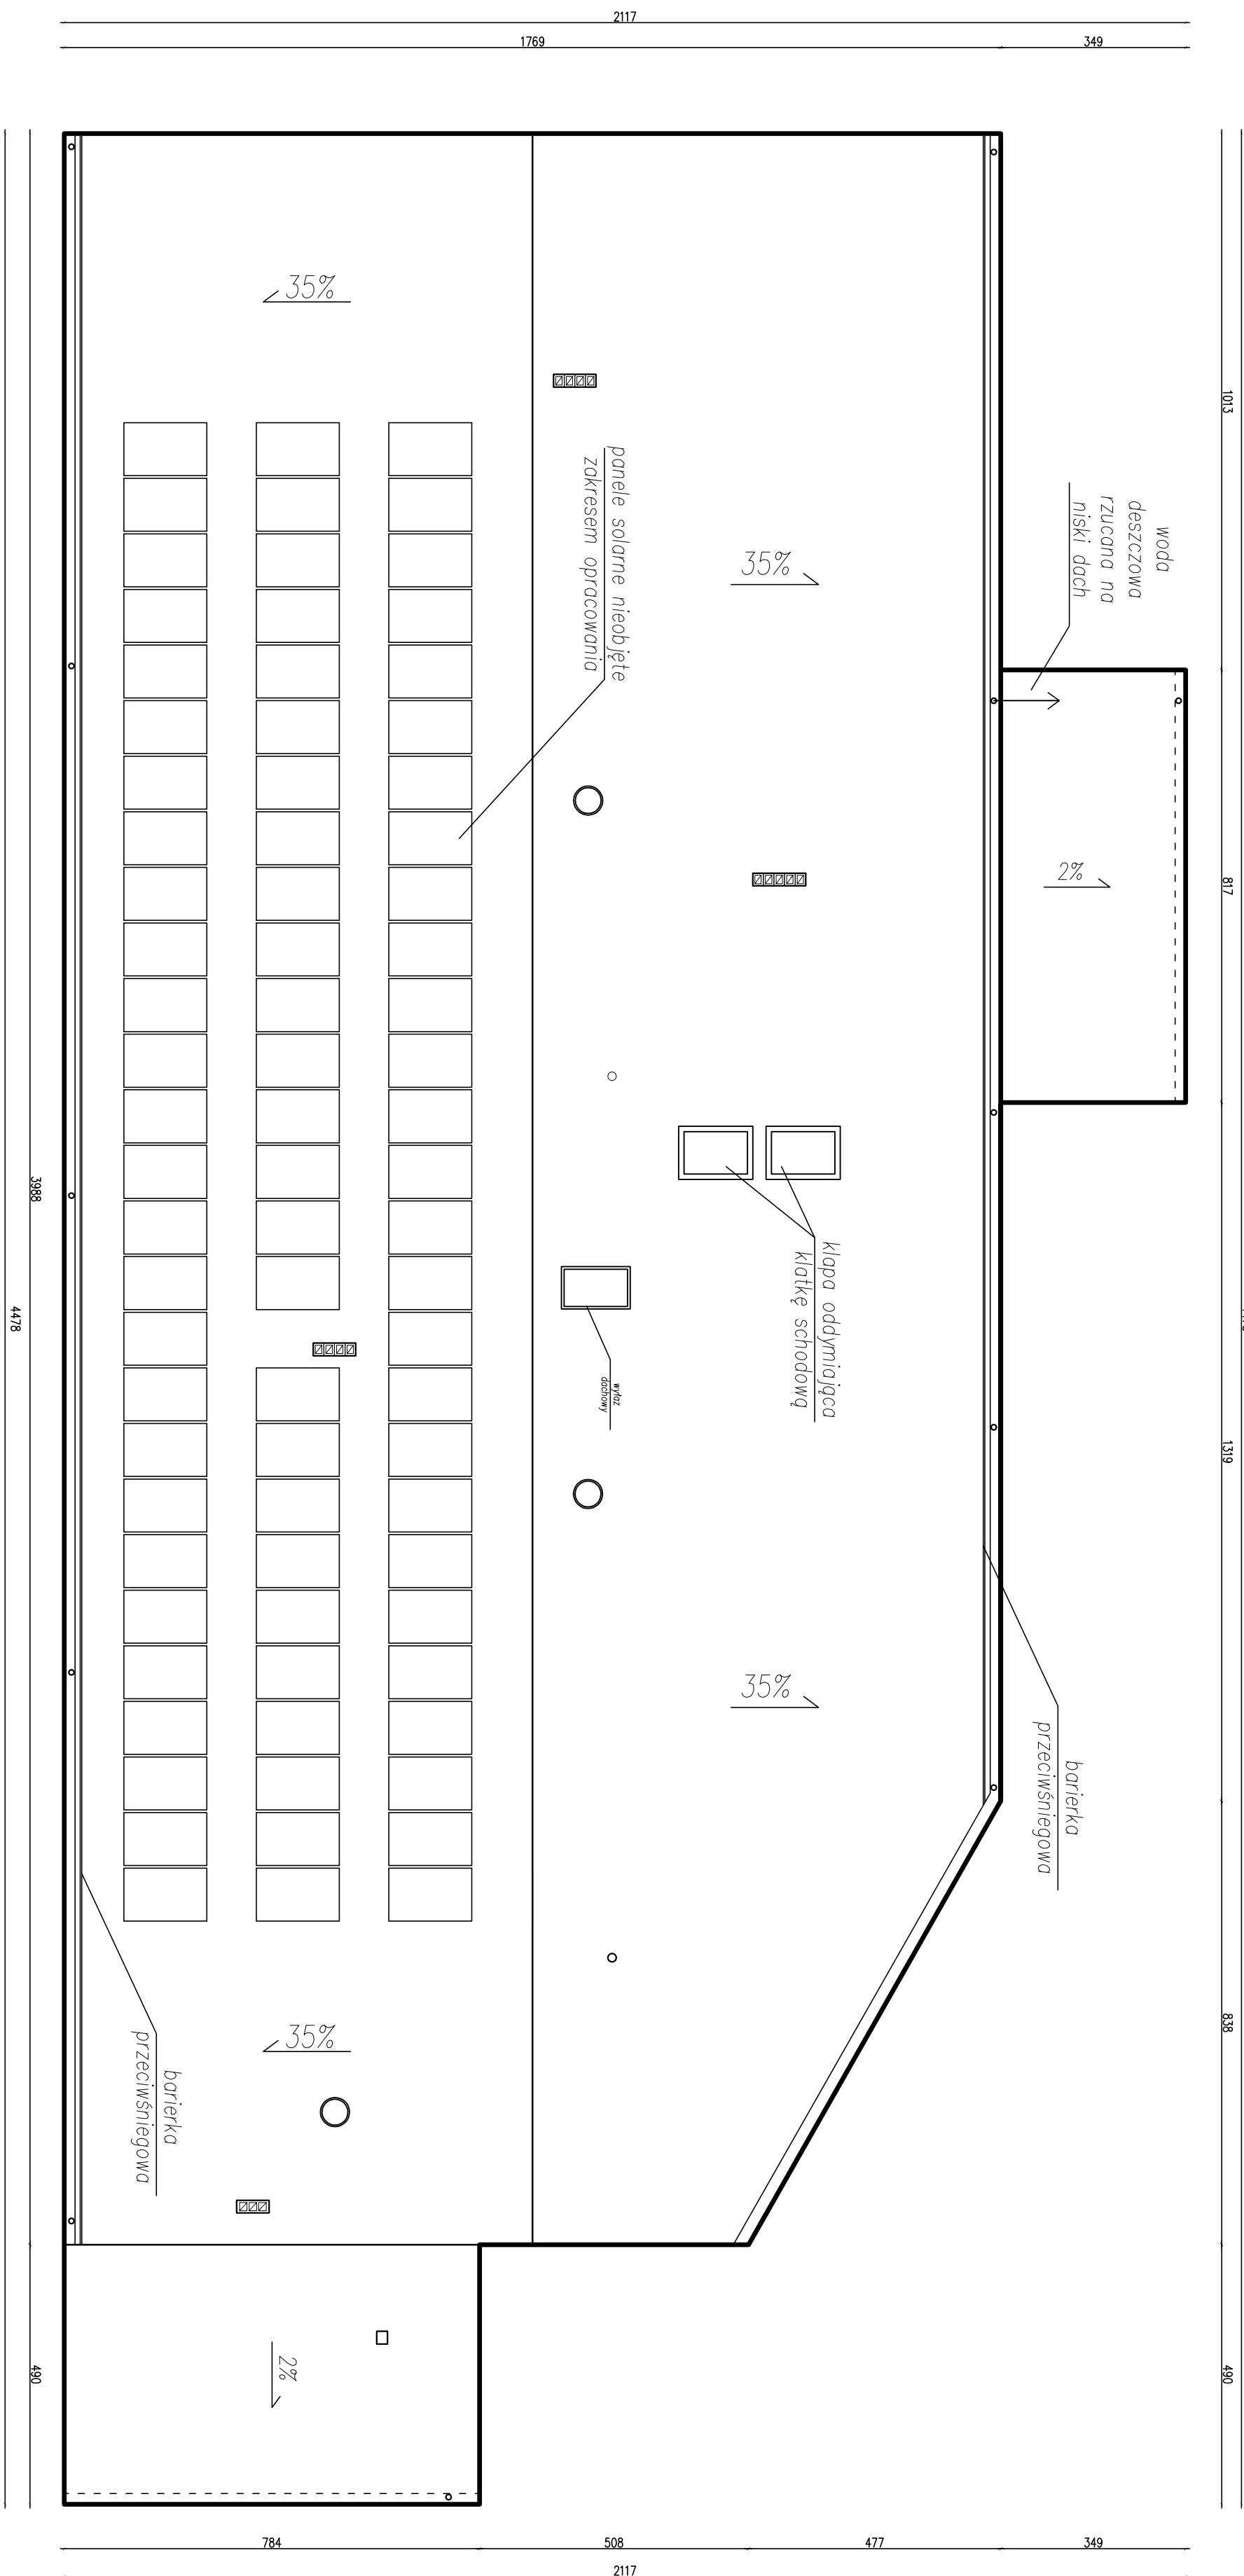 2117
1769
349
35%
1013
woda
deszczowa
rzucana na
niski dach
panele solarne nieobjęte
zakresem opracowania
35%
2%
817
3988
4478
klapa oddymiająca
klatkę schodową
wyłaz
dachowy
1319
35%
barierka
przeciwśniegowa
838
35%
barierka
przeciwśniegowa
2%
490
490
784
508
477
349
2117